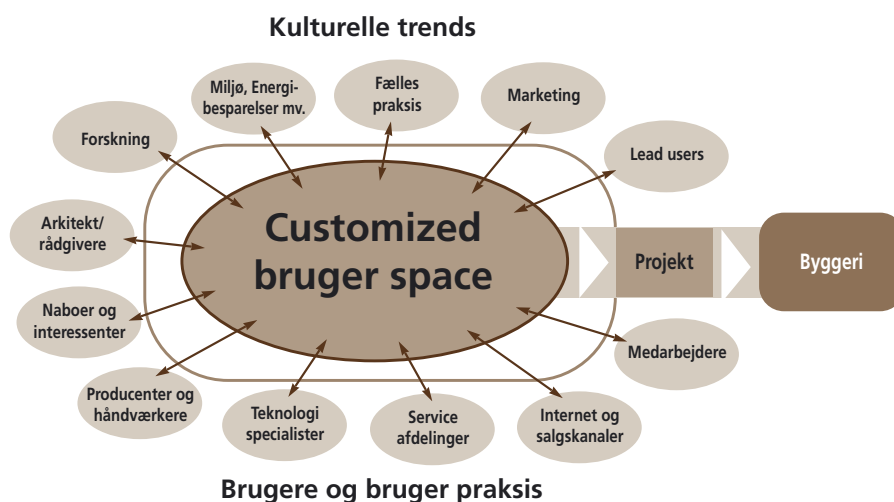 Kulturelle trends
Miljø, Energi-
besparelser mv.
Fælles
praksis
Marketing
Forskning
Lead users
Arkitekt/
rådgivere
Customized
bruger space
Projekt
Byggeri
Naboer og
interessenter
Medarbejdere
Producenter og
håndværkere
Teknologi
specialister
Service
afdelinger
Internet og
salgskanaler
Brugere og bruger praksis